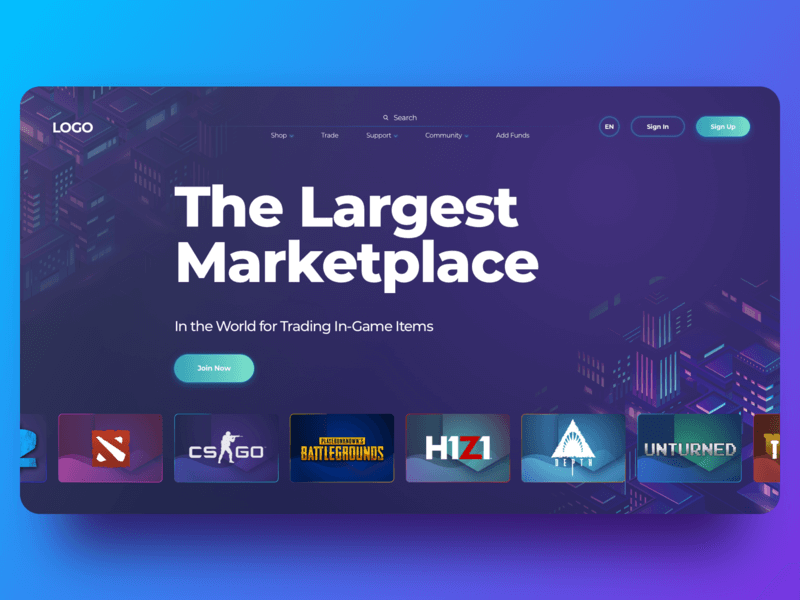 LOGO
Search
Shop
Trade
Support
Community
Add Funds
EN
Sign In
Sign Up
The Largest
Marketplace
In the World for Trading In-Game Items
Join Now
2
CS GO
PLAYERUNKNOWN'S
BATTLEGROUNDS
H1Z1
DEPTH
UNTURNED
T